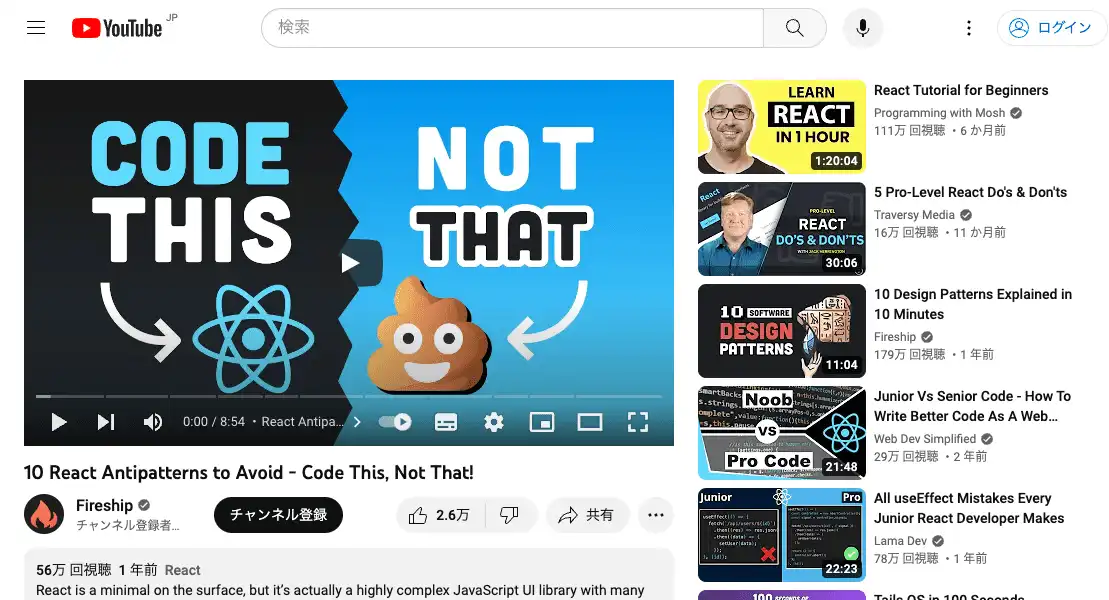 YouTube JP
検索
ログイン
CODE
THIS
NOT
THAT
0:00 / 8:54 • React Antipa...
10 React Antipatterns to Avoid - Code This, Not That!
Fireship
チャンネル登録者...
チャンネル登録
2.6万
共有
56万 回視聴 1 年前 React
React is a minimal on the surface, but it's actually a highly complex JavaScript UI library with many
LEARN
REACT
IN 1 HOUR
1:20:04
React Tutorial for Beginners
Programming with Mosh
111万 回視聴 ・6 か月前
React
PRO-LEVEL
REACT
DO'S & DON'TS
WITH JACK HERRINGTON
30:06
5 Pro-Level React Do's & Don'ts
Traversy Media
16万 回視聴 ・11 か月前
10 SOFTWARE
DESIGN
PATTERNS
11:04
10 Design Patterns Explained in
10 Minutes
Fireship
179万 回視聴 ・1 年前
Noob
VS
Pro Code
21:48
Junior Vs Senior Code - How To
Write Better Code As A Web...
Web Dev Simplified
29万 回視聴 ・2 年前
Junior
Pro
22:23
All useEffect Mistakes Every
Junior React Developer Makes
Lama Dev
78万 回視聴 ・1 年前
100 SECONDS OF